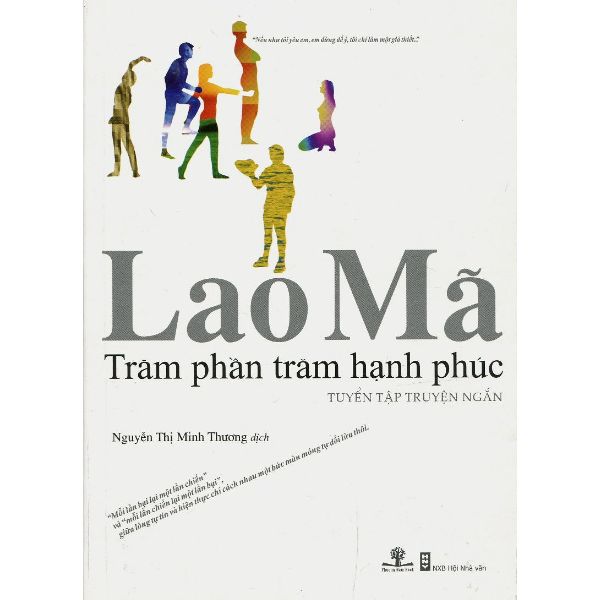 "Nếu như tôi yêu em, em đừng để ý, tôi chỉ làm một giả thiết."
Lao Mã
Trăm phần trăm hạnh phúc
TUYỂN TẬP TRUYỆN NGẮN
Nguyễn Thị Minh Thương dịch
"Mỗi lần bại lại một lần chiến"
và "mỗi lần chiến lại một lần bại",
giữa lòng tự tin và hiện thực chỉ cách nhau một bức màn mỏng tự dối lừa thôi.
NXB Hội Nhà văn